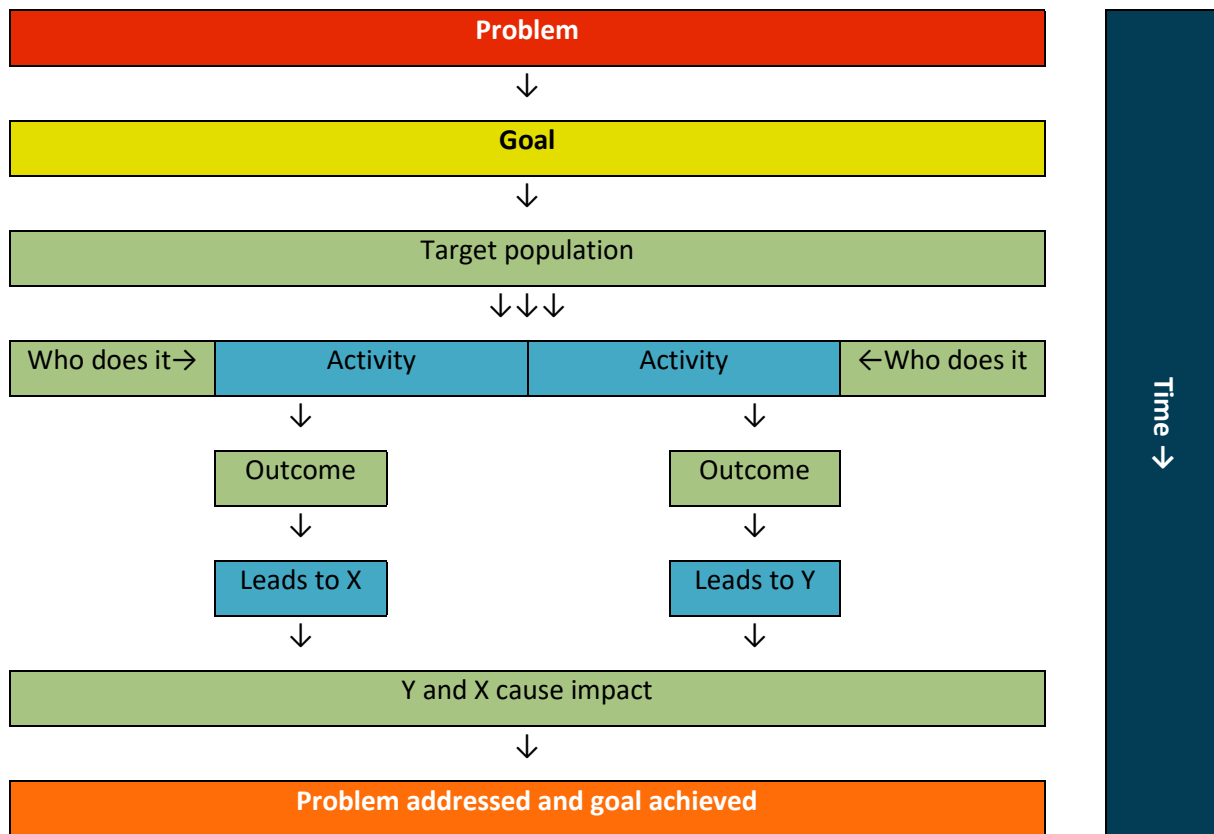 Problem
↓
Goal
↓
Target population
↓↓↓
Who does it→ Activity Activity ←Who does it
↓ ↓
Outcome Outcome
↓ ↓
Leads to X Leads to Y
↓ ↓
Y and X cause impact
↓
Problem addressed and goal achieved
Time →